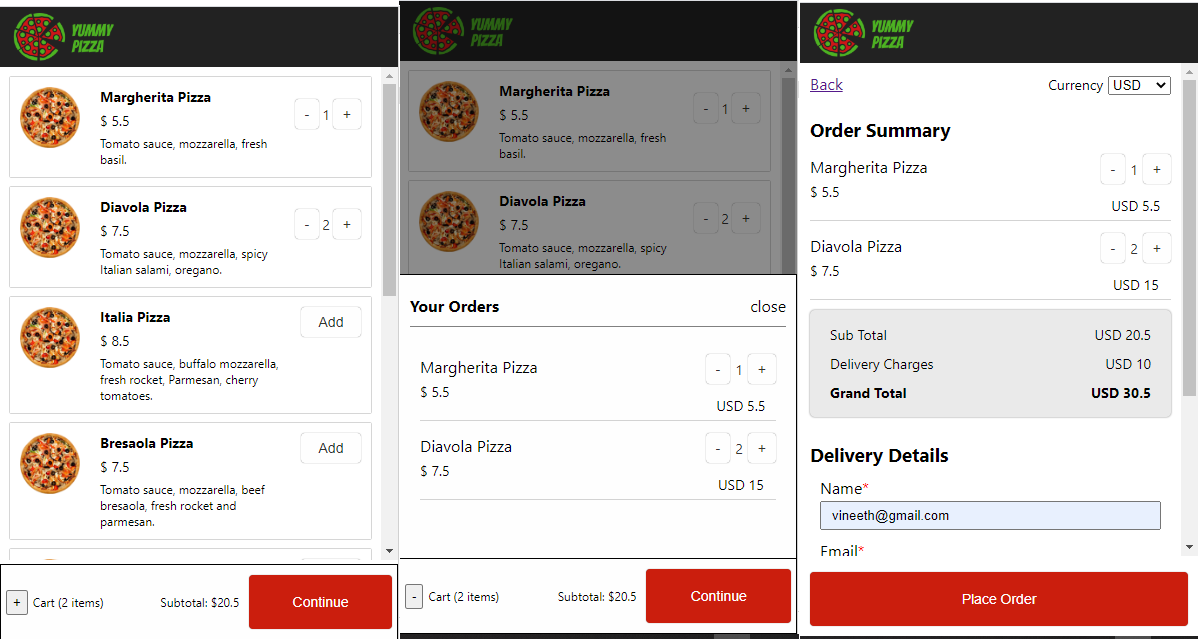 YUMMY
PIZZA
Margherita Pizza
$ 5.5
Tomato sauce, mozzarella, fresh
basil.
- 1 +
Diavola Pizza
$ 7.5
Tomato sauce, mozzarella, spicy
Italian salami, oregano.
- 2 +
Italia Pizza
$ 8.5
Tomato sauce, buffalo mozzarella,
fresh rocket, Parmesan, cherry
tomatoes.
Add
Bresaola Pizza
$ 7.5
Tomato sauce, mozzarella, beef
bresaola, fresh rocket and
parmesan.
Add
+ Cart (2 items) Subtotal: $20.5 Continue
YUMMY
PIZZA
Margherita Pizza
$ 5.5
Tomato sauce, mozzarella, fresh
basil.
- 1 +
Diavola Pizza
$ 7.5
Tomato sauce, mozzarella, spicy
Italian salami, oregano.
- 2 +
Your Orders close
Margherita Pizza - 1 +
$ 5.5
USD 5.5
Diavola Pizza - 2 +
$ 7.5
USD 15
- Cart (2 items) Subtotal: $20.5 Continue
YUMMY
PIZZA
Back Currency USD
Order Summary
Margherita Pizza - 1 +
$ 5.5
USD 5.5
Diavola Pizza - 2 +
$ 7.5
USD 15
Sub Total USD 20.5
Delivery Charges USD 10
Grand Total USD 30.5
Delivery Details
Name*
vineeth@gmail.com
Email*
Place Order